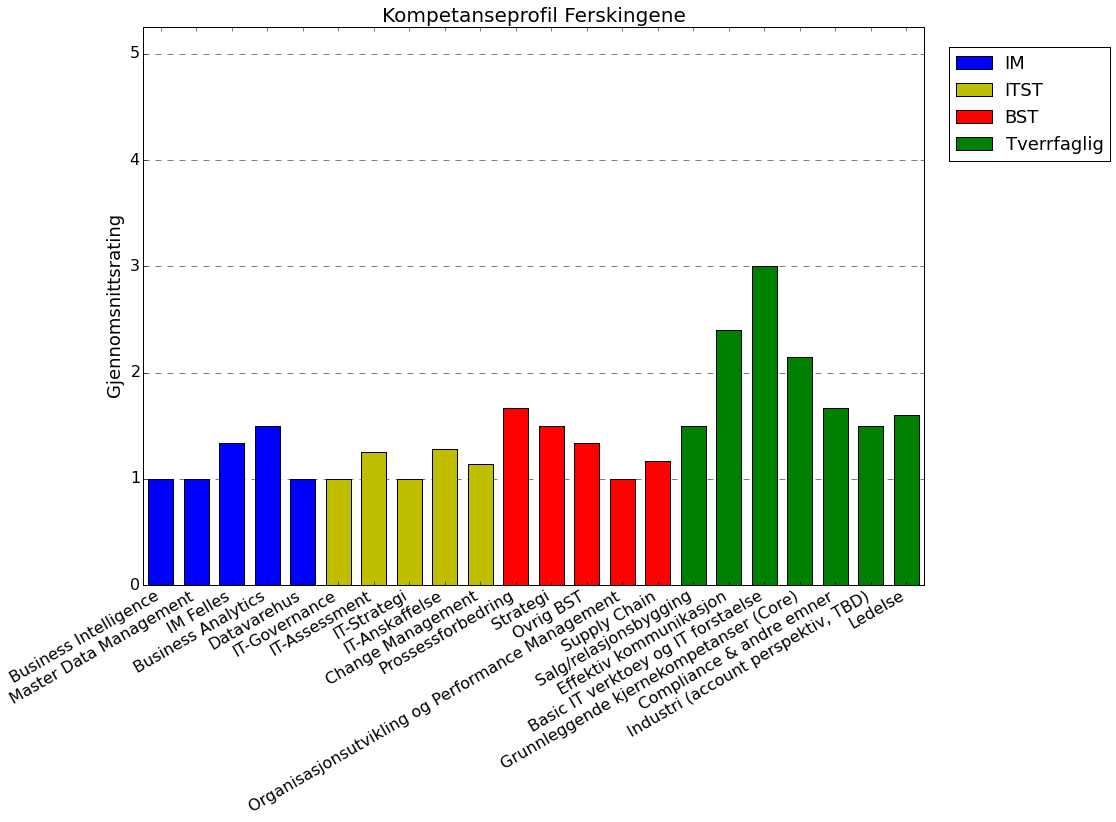 Kompetanseprofil Ferskingene
Gjennomsnittsrating
5
4
3
2
1
0
IM
ITST
BST
Tverrfaglig
Business Intelligence
Master Data Management
IM Felles
Business Analytics
Datavarehus
IT-Governance
IT-Assessment
IT-Strategi
IT-Anskaffelse
Change Management
Prossessforbedring
Strategi
Ovrig BST
Organisasjonsutvikling og Performance Management
Supply Chain
Salg/relasjonsbygging
Effektiv kommunikasjon
Basic IT verktoey og IT forstaelse
Grunnleggende kjernekompetanser (Core)
Compliance & andre emner
Industri (account perspektiv, TBD)
Ledelse